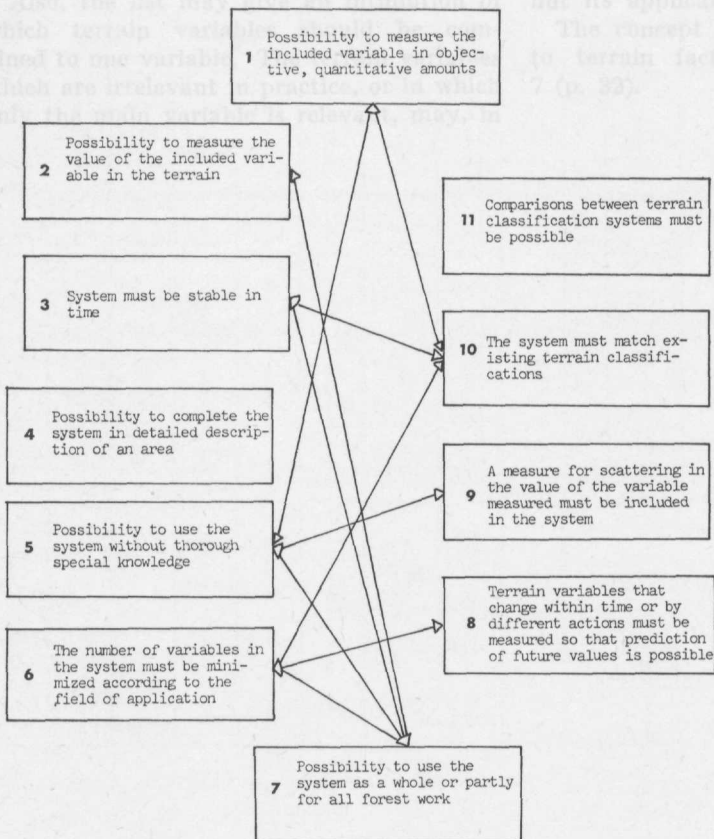 1 Possibility to measure the
included variable in objec-
tive, quantitative amounts
2 Possibility to measure the
value of the included vari-
able in the terrain
11 Comparisons between terrain
classification systems must
be possible
3 System must be stable in
time
10 The system must match ex-
isting terrain classifi-
cations
4 Possibility to complete the
system in detailed descrip-
tion of an area
9 A measure for scattering in
the value of the variable
measured must be included
in the system
5 Possibility to use the
system without thorough
special knowledge
8 Terrain variables that
change within time or by
different actions must be
measured so that prediction
of future values is possible
6 The number of variables in
the system must be mini-
mized according to the
field of application
7 Possibility to use the
system as a whole or partly
for all forest work